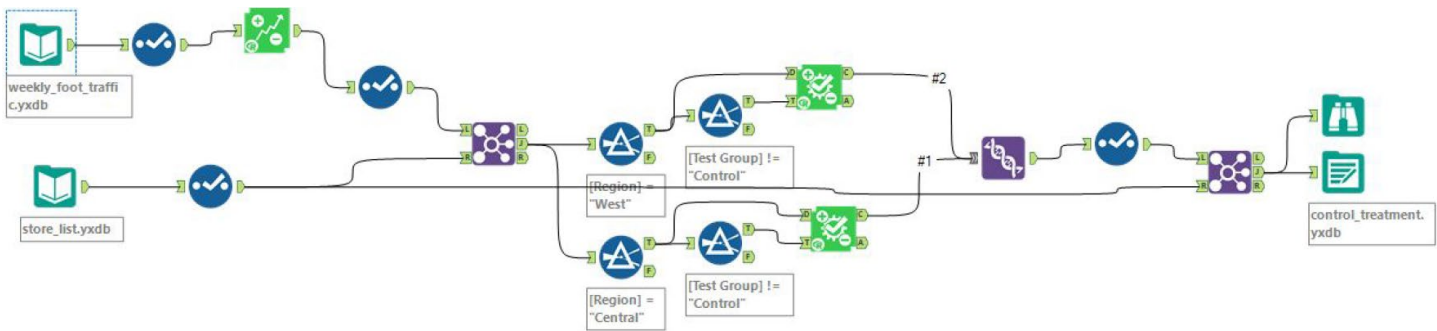 weekly_foot_traffi
c.yxdb
L
L
J
R
R
T
F
[Region] =
"West"
T
F
[Test Group] !=
"Control"
D
T
C
A
#2
#1
L
R
L
J
R
control_treatment.
yxdb
store_list.yxdb
T
F
[Region] =
"Central"
T
F
[Test Group] !=
"Control"
D
T
C
A